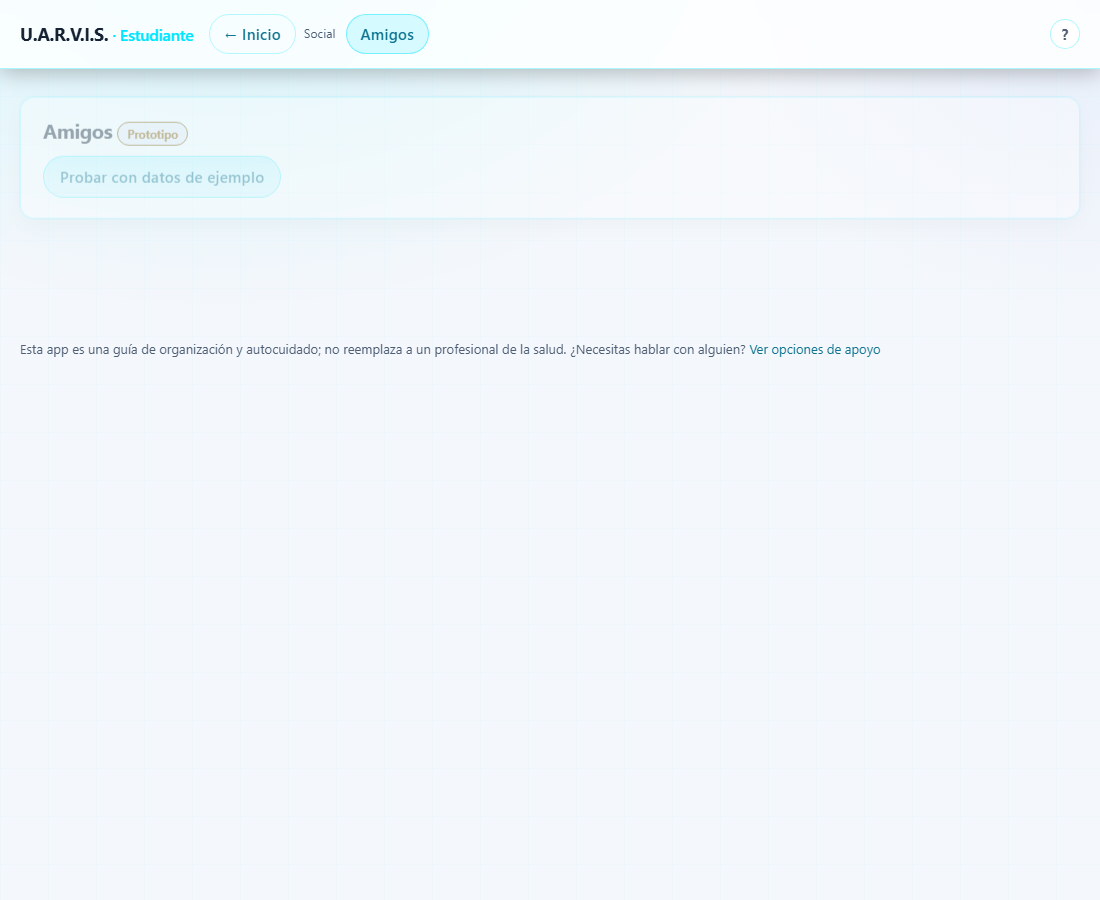 U.A.R.V.I.S. · Estudiante ← Inicio Social Amigos ?
Amigos Prototipo
Probar con datos de ejemplo
Esta app es una guía de organización y autocuidado; no reemplaza a un profesional de la salud. ¿Necesitas hablar con alguien? Ver opciones de apoyo